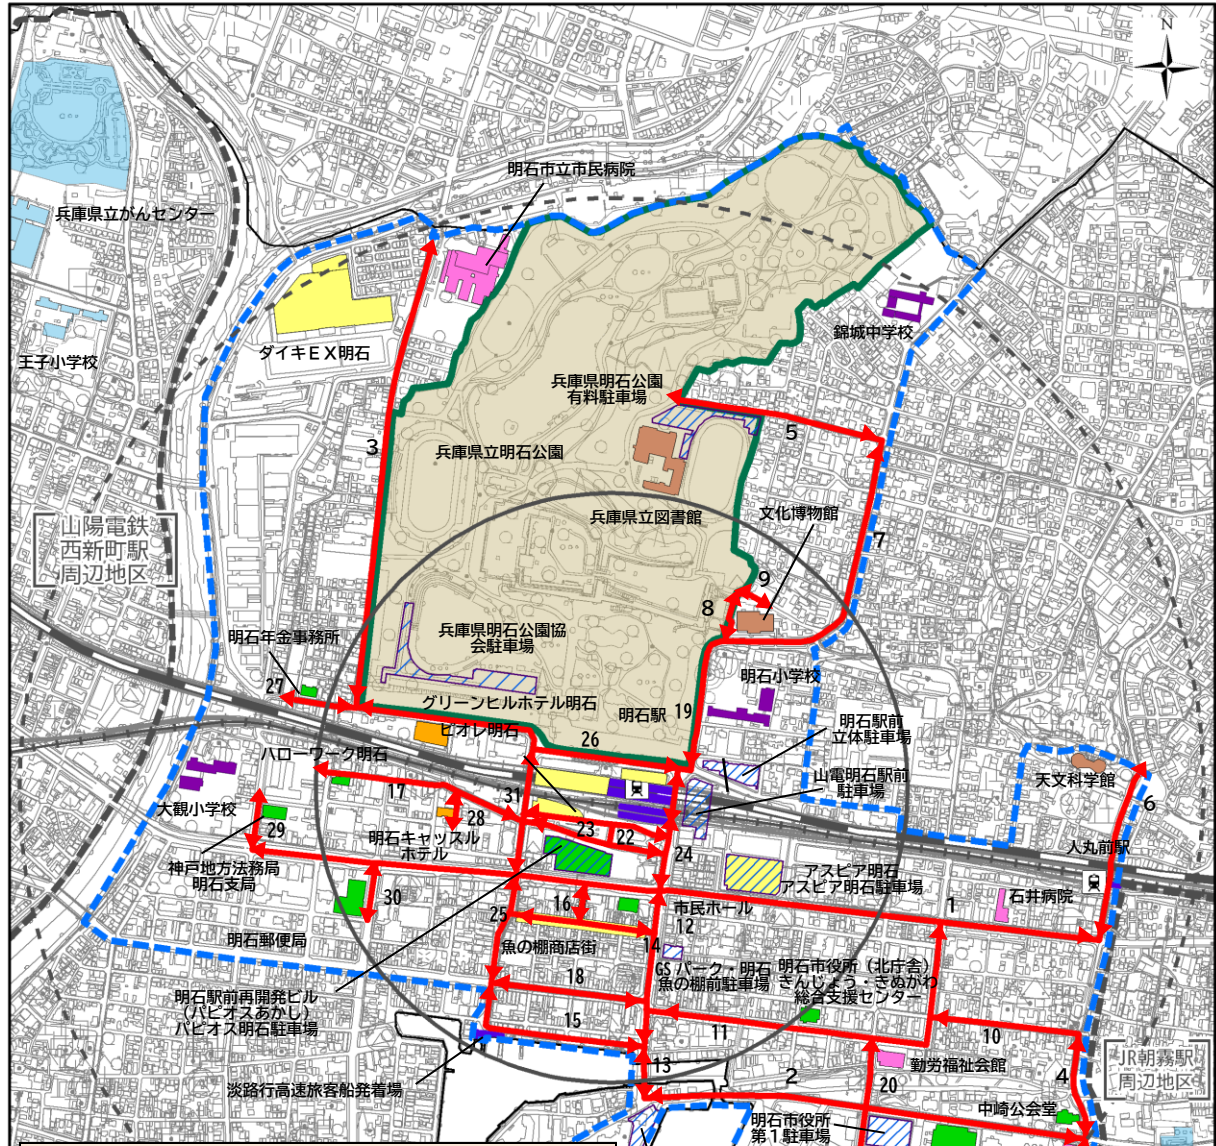 N
明石市立市民病院
兵庫県立がんセンター
錦城中学校
ダイキEX明石
王子小学校
兵庫県明石公園
有料駐車場
5
3
兵庫県立明石公園
兵庫県立図書館
文化博物館
山陽電鉄
西新町駅
周辺地区
7
9
8
兵庫県明石公園協
会駐車場
明石年金事務所
明石小学校
27
グリーンヒルホテル明石
明石駅
19
明石駅前
立体駐車場
ピオレ明石
26
ハローワーク明石
山電明石駅前
駐車場
天文科学館
17
31
6
大観小学校
28
23
22
29
明石キャッスル
ホテル
24
人丸前駅
神戸地方法務局
明石支局
アスピア明石
アスピア明石駐車場
30
16
石井病院
1
25
市民ホール
12
明石郵便局
魚の棚商店街
14
18
GSパーク・明石
魚の棚前駐車場
明石市役所（北庁舎）
きんじょう・きぬがわ
総合支援センター
明石駅前再開発ビル
（パピオスあかし）
パピオス明石駐車場
15
11
10
勤労福祉会館
JR朝霧駅
周辺地区
13
2
20
4
淡路行高速旅客船発着場
中崎公会堂
明石市役所
第1駐車場